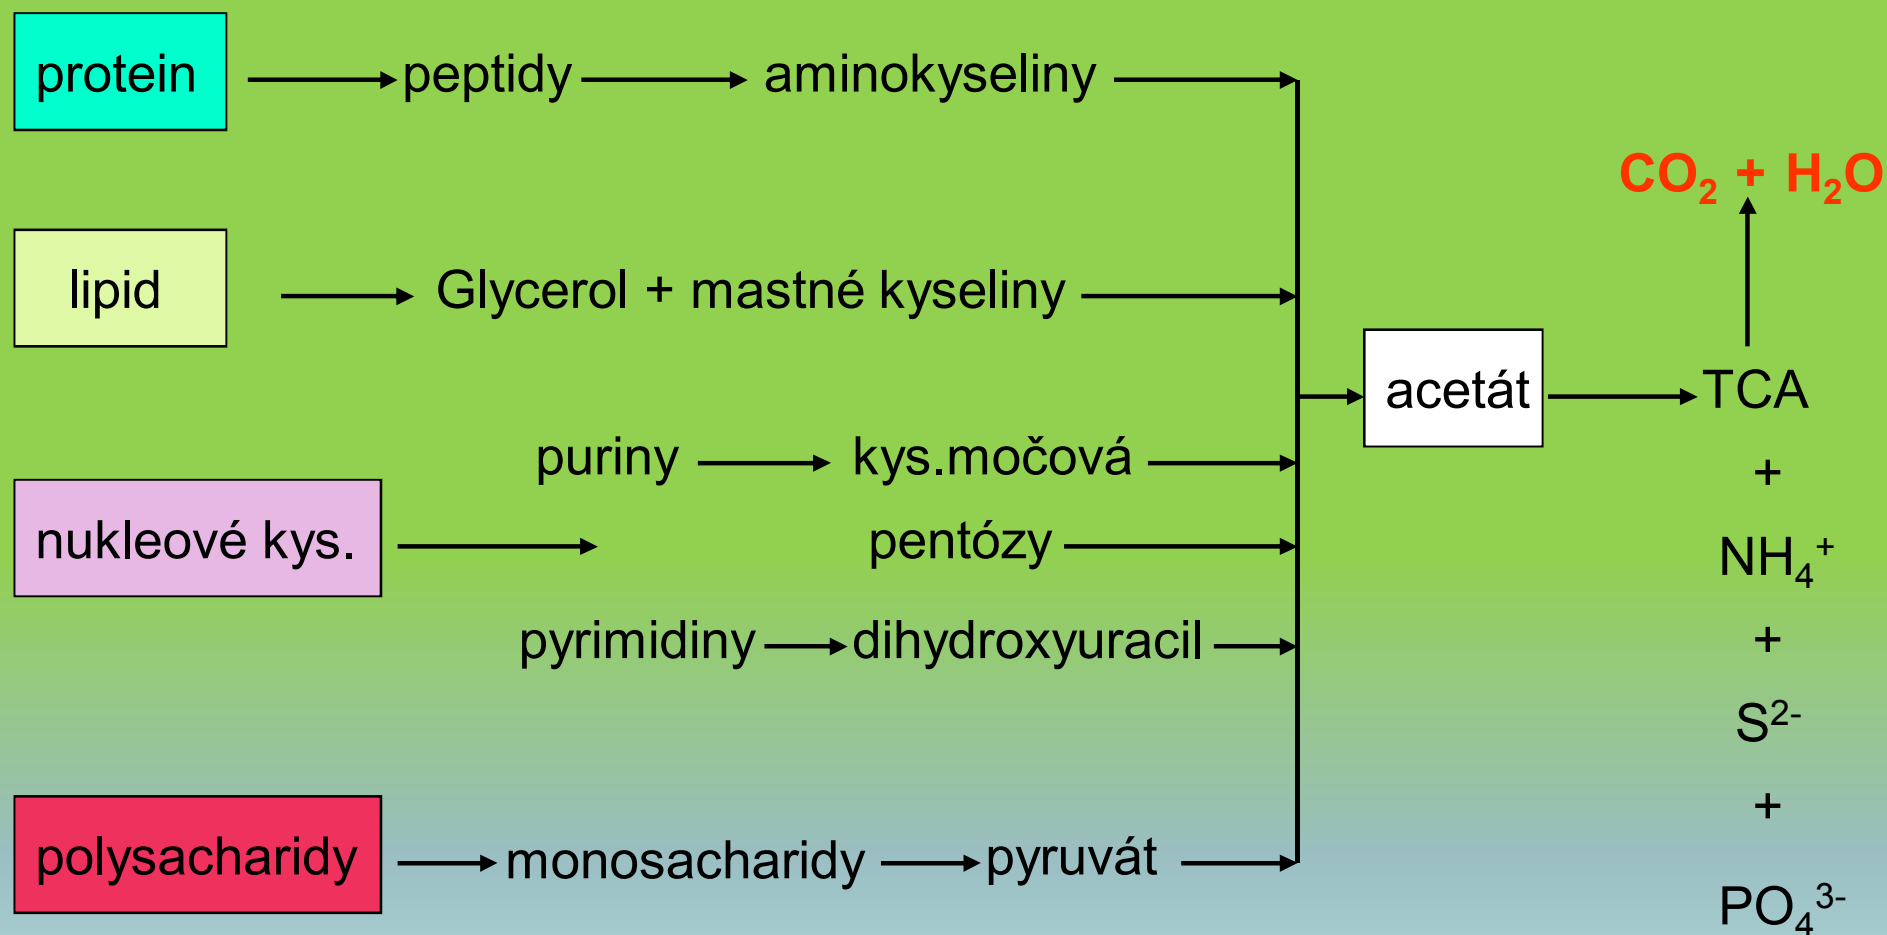 protein peptidy aminokyseliny
CO₂ + H₂O
lipid Glycerol + mastné kyseliny
acetát TCA
puriny kys.močová +
nukleové kys. pentózy NH₄⁺
pyrimidiny dihydroxyuracil +
S²⁻
+
polysacharidy monosacharidy pyruvát
PO₄³⁻